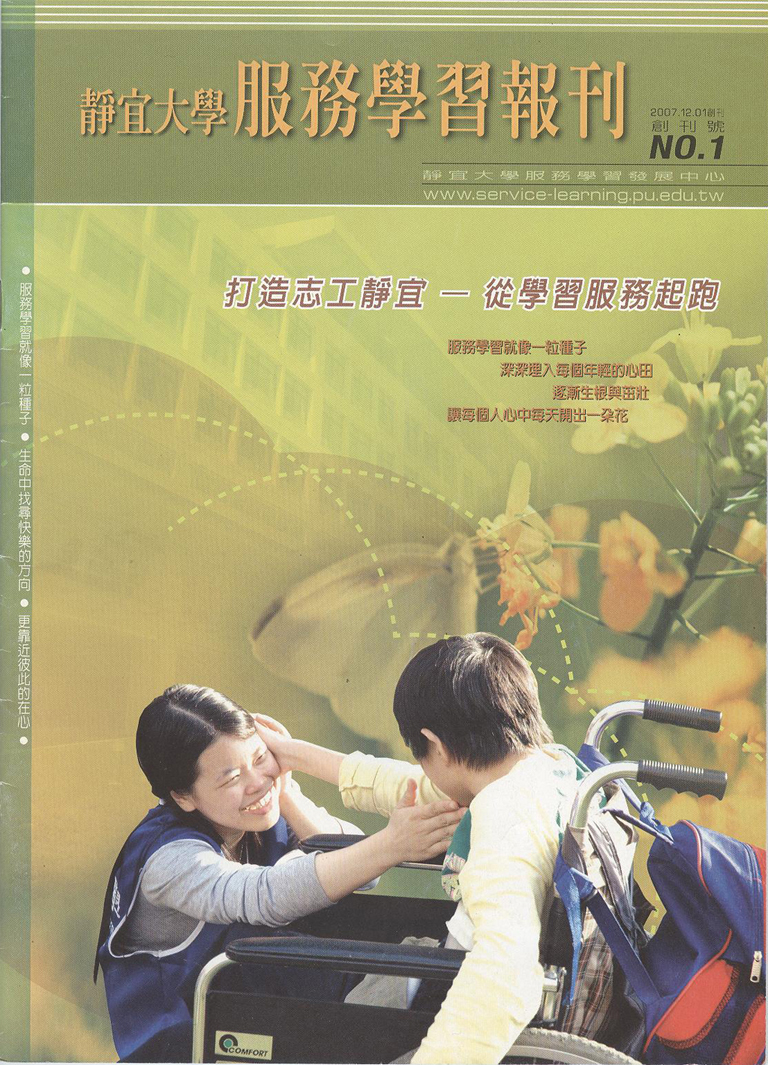 靜宜大學服務學習報刊
2007.12.01創刊
創刊號
NO.1
靜宜大學服務學習發展中心
www.service-learning.pu.edu.tw
打造志工靜宜 — 從學習服務起跑
服務學習就像一粒種子
深深埋入每個年輕的心田
逐漸生根與茁壯
讓每個人心中每天開出一朵花
● 服務學習就像一粒種子 ● 生命中找尋快樂的方向 ● 更靠近彼此的在心 ●
COMFORT